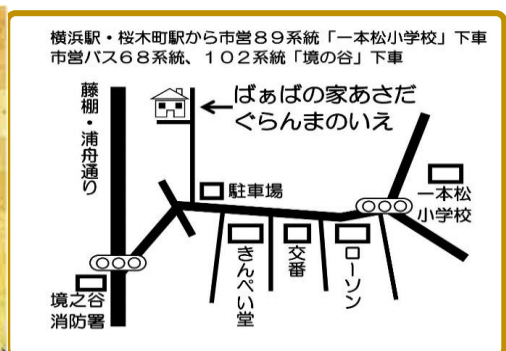 横浜駅・桜木町駅から市営８９系統「一本松小学校」下車
市営バス６８系統、１０２系統「境の谷」下車
藤棚・浦舟通り
ばぁばの家あさだ
ぐらんまのいえ
駐車場
一本松
小学校
きんぺい堂
交番
ローソン
境之谷
消防署